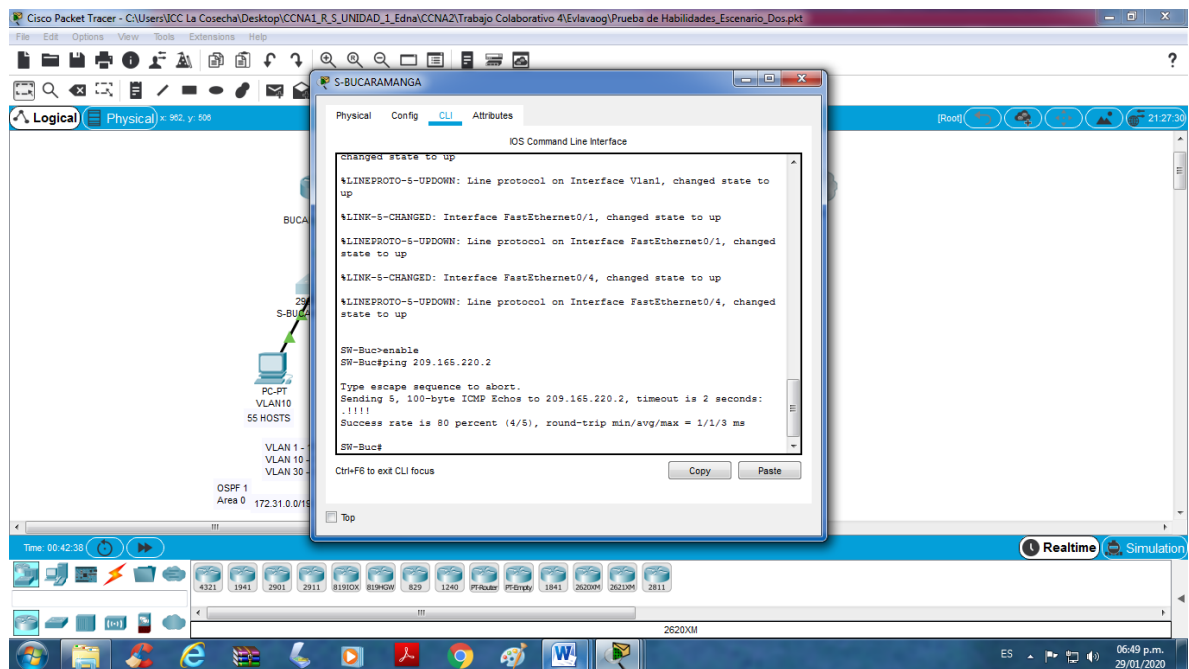 Cisco Packet Tracer - C:\Users\ICC La Cosecha\Desktop\CCNA1_R_S_UNIDAD_1_Edna\CCNA2\Trabajo Colaborativo 4\Evlavaog\Prueba de Habilidades_Escenario_Dos.pkt
File Edit Options View Tools Extensions Help
?
S-BUCARAMANGA
Logical
Physical
x: 962, y: 506
[Root]
21:27:30
Physical Config CLI Attributes
IOS Command Line Interface
changed state to up
%LINEPROTO-5-UPDOWN: Line protocol on Interface Vlan1, changed state to
up
%LINK-5-CHANGED: Interface FastEthernet0/1, changed state to up
%LINEPROTO-5-UPDOWN: Line protocol on Interface FastEthernet0/1, changed
state to up
%LINK-5-CHANGED: Interface FastEthernet0/4, changed state to up
%LINEPROTO-5-UPDOWN: Line protocol on Interface FastEthernet0/4, changed
state to up
SW-Buc>enable
SW-Buc#ping 209.165.220.2
Type escape sequence to abort.
Sending 5, 100-byte ICMP Echos to 209.165.220.2, timeout is 2 seconds:
.!!!!
Success rate is 80 percent (4/5), round-trip min/avg/max = 1/1/3 ms
SW-Buc#
Ctrl+F6 to exit CLI focus
Copy
Paste
Top
BUCA
29
S-BUCA
PC-PT
VLAN10
55 HOSTS
VLAN 1 -
VLAN 10 -
VLAN 30 -
OSPF 1
Area 0
172.31.0.0/19
Time: 00:42:38
Realtime
Simulation
4321 1941 2901 2911 819IOX 819HGW 829 1240 PT-Router PT-Empty 1841 2620XM 2621XM 2811
2620XM
ES
06:49 p.m.
29/01/2020